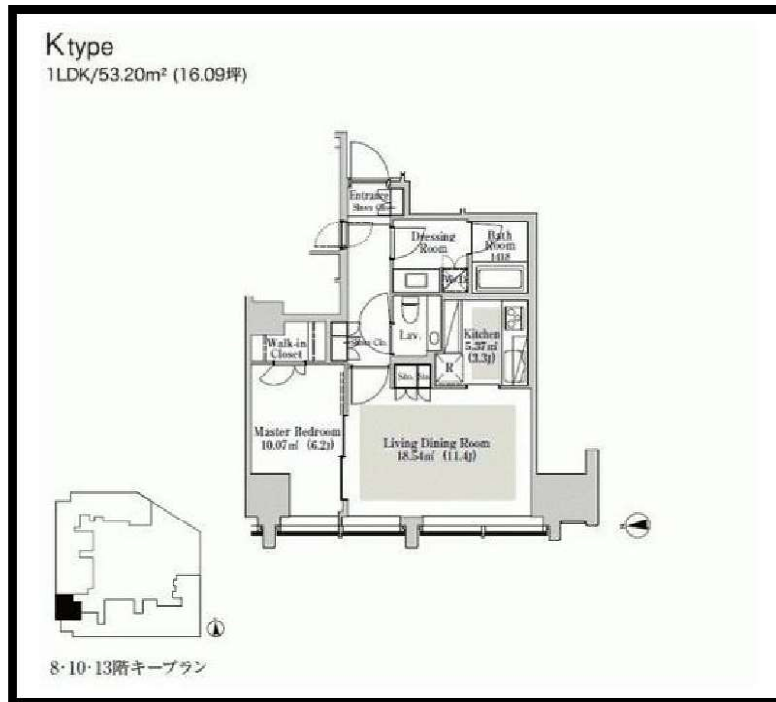 K type
1LDK/53.20m² (16.09坪)
Entrance
Dressing
Room
Bath
Room
1418
Lav.
Kitchen
5.37㎡
(3.3J)
R
Walk-in
Closet
Sto.
Master Bedroom
10.07㎡ (6.2J)
Living Dining Room
18.54㎡ (11.4J)
8・10・13階キープラン